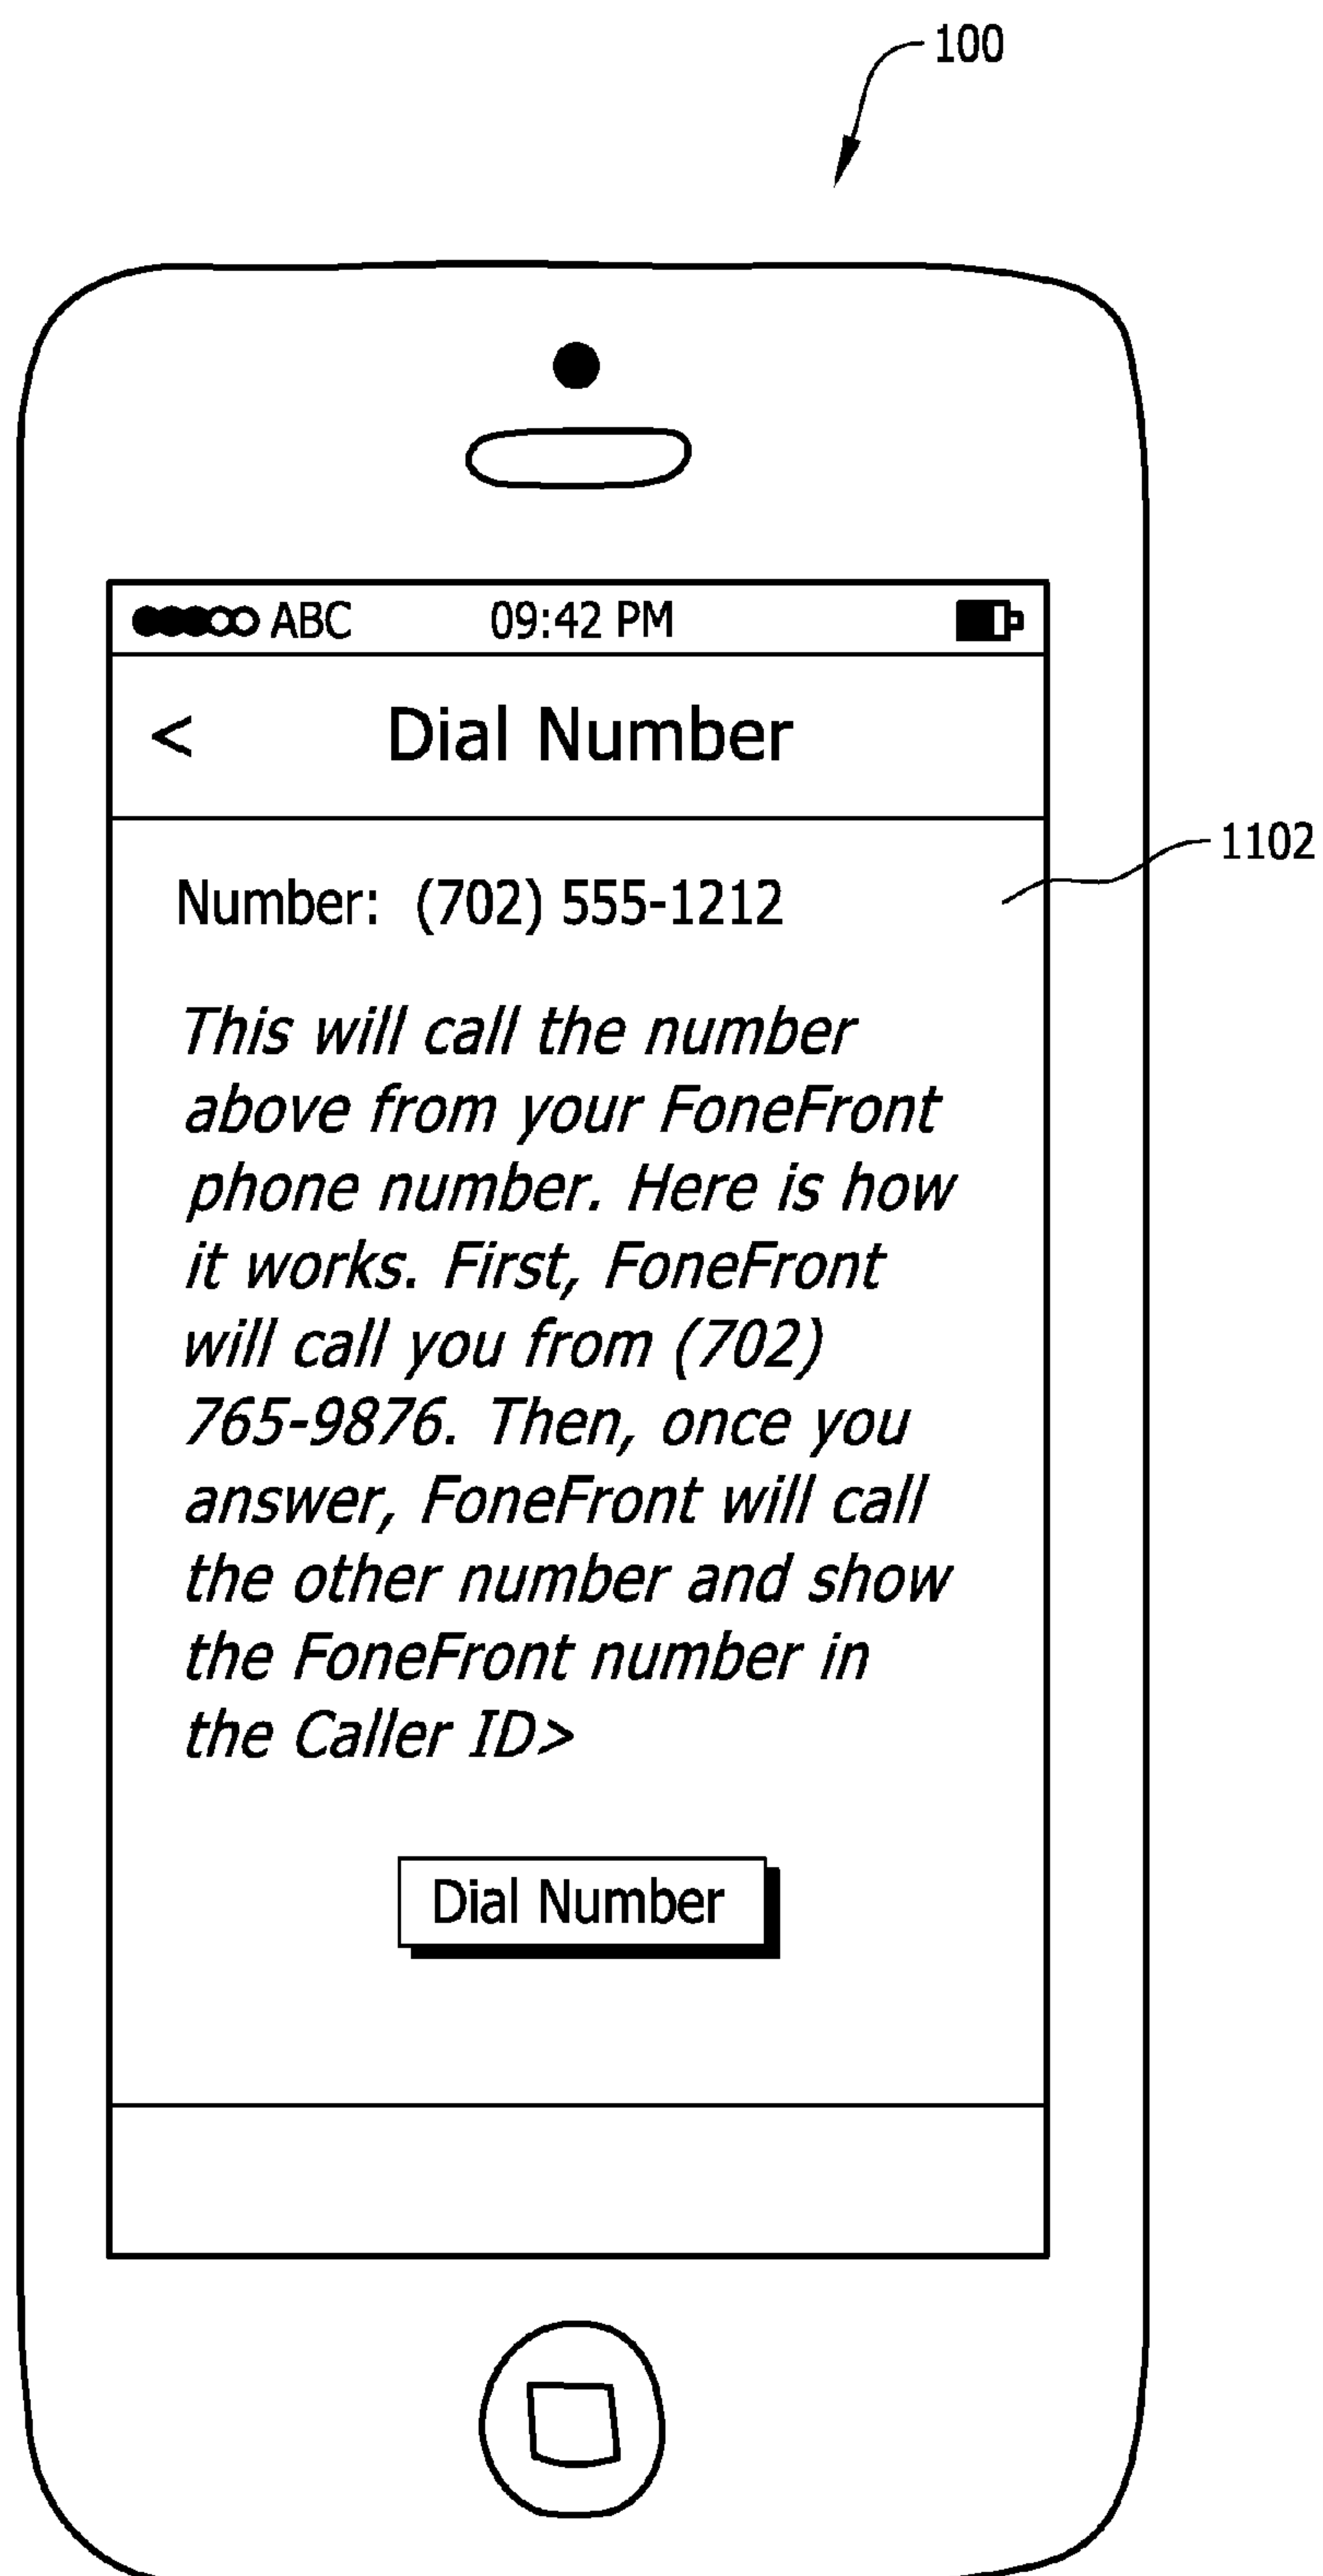 100
ABC 09:42 PM
< Dial Number
1102
Number: (702) 555-1212
This will call the number
above from your FoneFront
phone number. Here is how
it works. First, FoneFront
will call you from (702)
765-9876. Then, once you
answer, FoneFront will call
the other number and show
the FoneFront number in
the Caller ID>
Dial Number